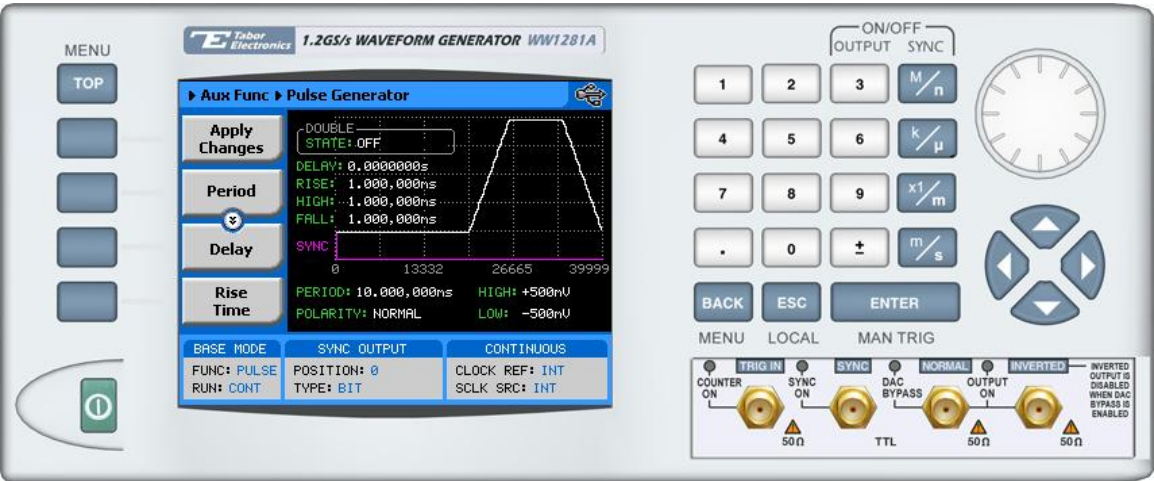 Tabor Electronics 1.2GS/s WAVEFORM GENERATOR WW1281A
MENU
TOP
▸ Aux Func ▸ Pulse Generator
Apply Changes
Period
Delay
Rise Time
DOUBLE
STATE: OFF
DELAY: 0.0000000s
RISE: 1.000,000ms
HIGH: 1.000,000ms
FALL: 1.000,000ms
SYNC
0 13332 26665 39999
PERIOD: 10.000,000ms HIGH: +500mV
POLARITY: NORMAL LOW: -500mV
BASE MODE SYNC OUTPUT CONTINUOUS
FUNC: PULSE POSITION: 0 CLOCK REF: INT
RUN: CONT TYPE: BIT SCLK SRC: INT
ON/OFF
OUTPUT SYNC
1 2 3 M/n
4 5 6 k/µ
7 8 9 x1/m
. 0 ± m/s
BACK ESC ENTER
MENU LOCAL MAN TRIG
TRIG IN SYNC NORMAL INVERTED
COUNTER ON
SYNC ON
DAC BYPASS
OUTPUT ON
INVERTED OUTPUT IS DISABLED WHEN DAC BYPASS IS ENABLED
50Ω TTL 50Ω 50Ω